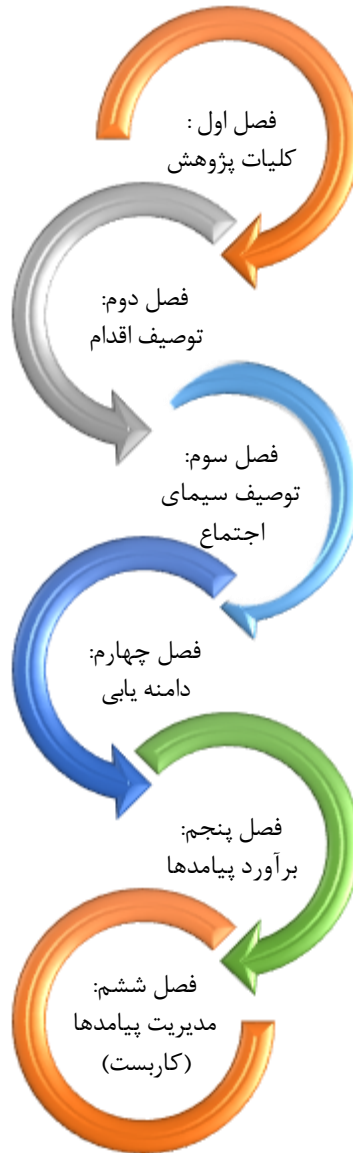 فصل اول :
کلیات پژوهش
فصل دوم:
توصیف اقدام
فصل سوم:
توصیف سیمای
اجتماع
فصل چهارم:
دامنه یابی
فصل پنجم:
برآورد پیامدها
فصل ششم:
مدیریت پیامدها
(کاربست)